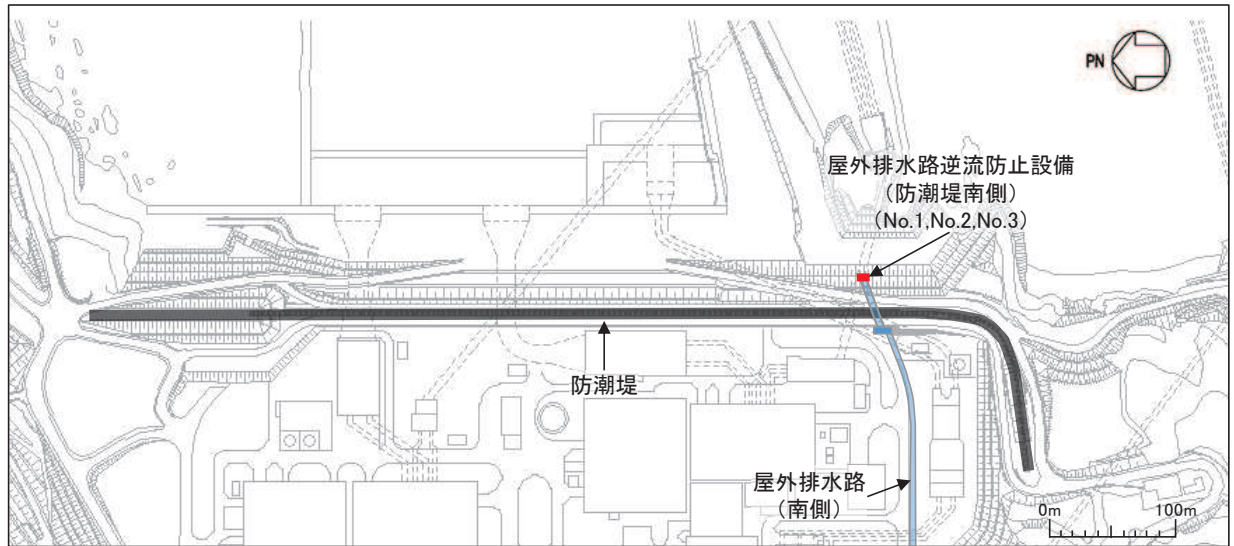 PN
屋外排水路逆流防止設備
（防潮堤南側）
（No.1,No.2,No.3）
防潮堤
屋外排水路
（南側）
0m 100m